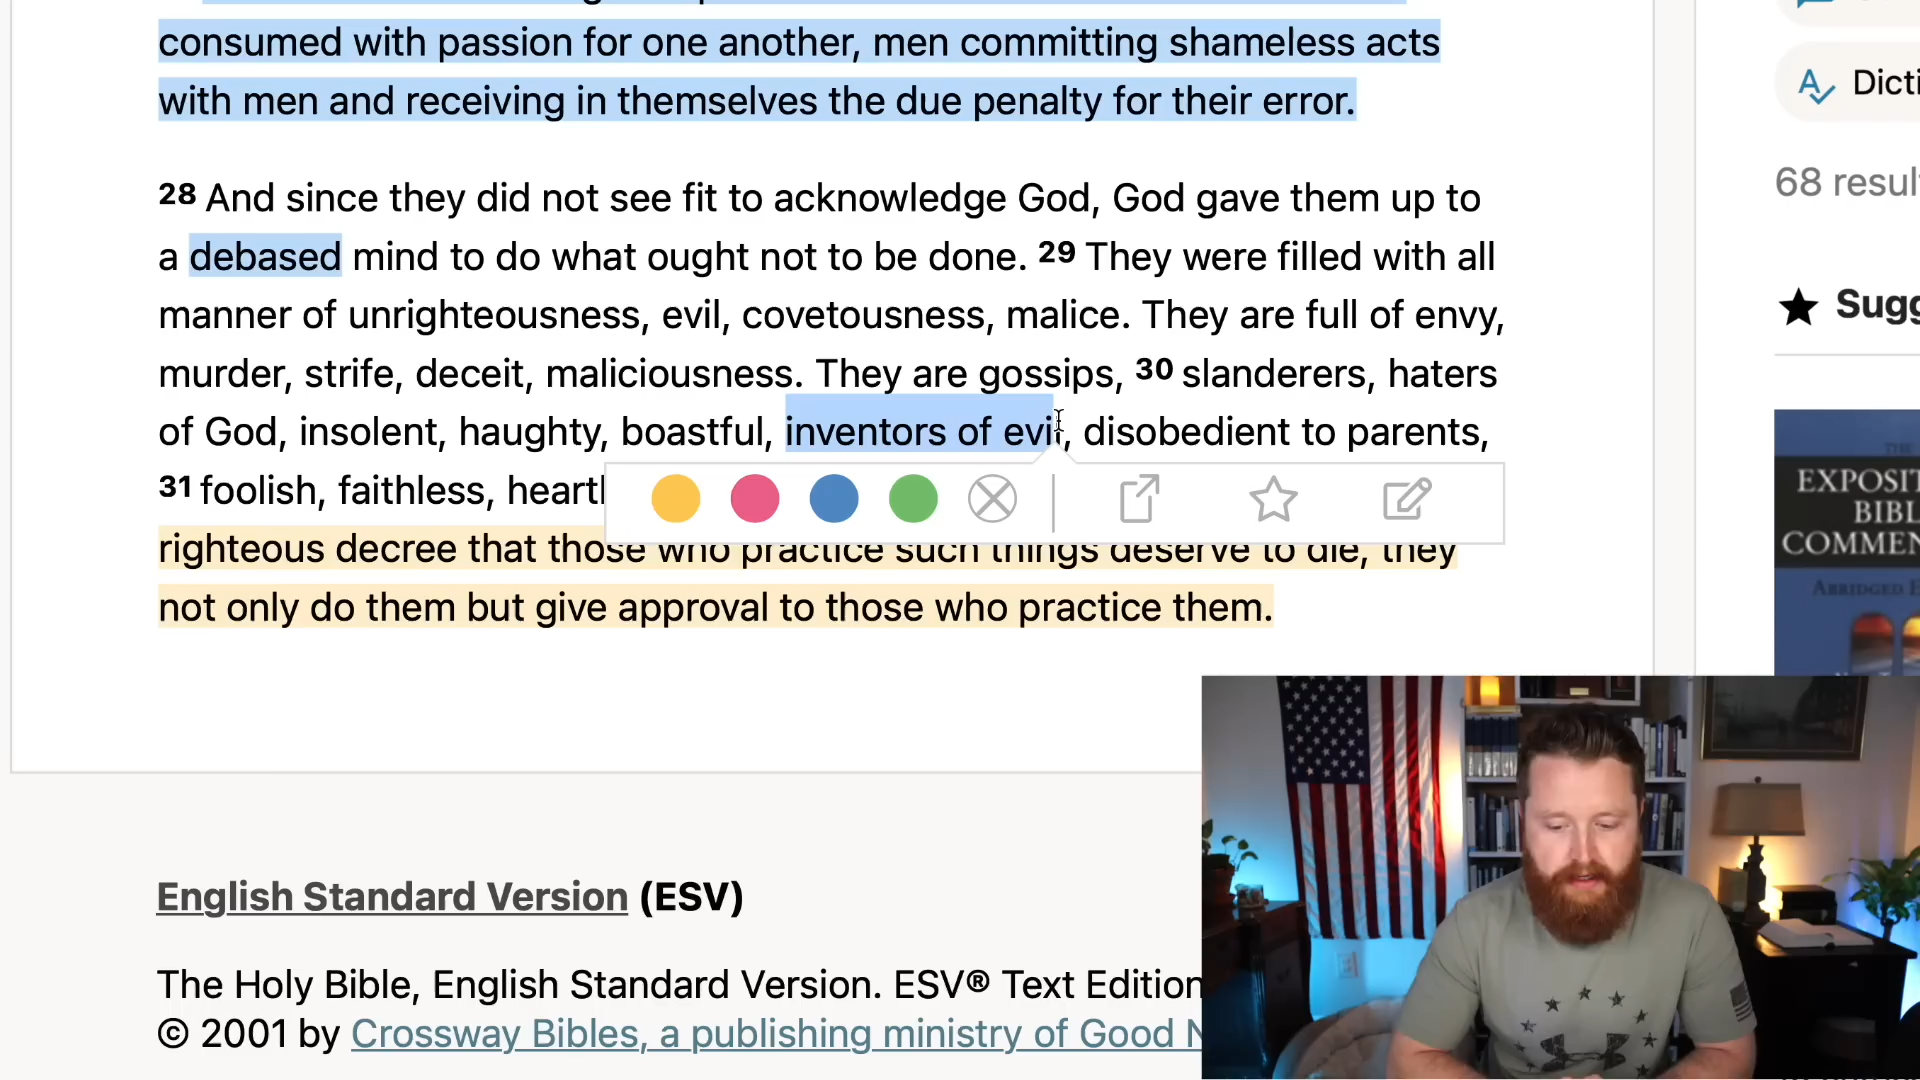 consumed with passion for one another, men committing shameless acts
with men and receiving in themselves the due penalty for their error.
28 And since they did not see fit to acknowledge God, God gave them up to
a debased mind to do what ought not to be done. 29 They were filled with all
manner of unrighteousness, evil, covetousness, malice. They are full of envy,
murder, strife, deceit, maliciousness. They are gossips, 30 slanderers, haters
of God, insolent, haughty, boastful, inventors of evil, disobedient to parents,
31 foolish, faithless,
righteous decree that those who practice such things deserve to die, they
not only do them but give approval to those who practice them.
English Standard Version (ESV)
The Holy Bible, English Standard Version. ESV® Text Edition
© 2001 by Crossway Bibles, a publishing ministry of Good
68
THE
BIBL
ABRIDGED